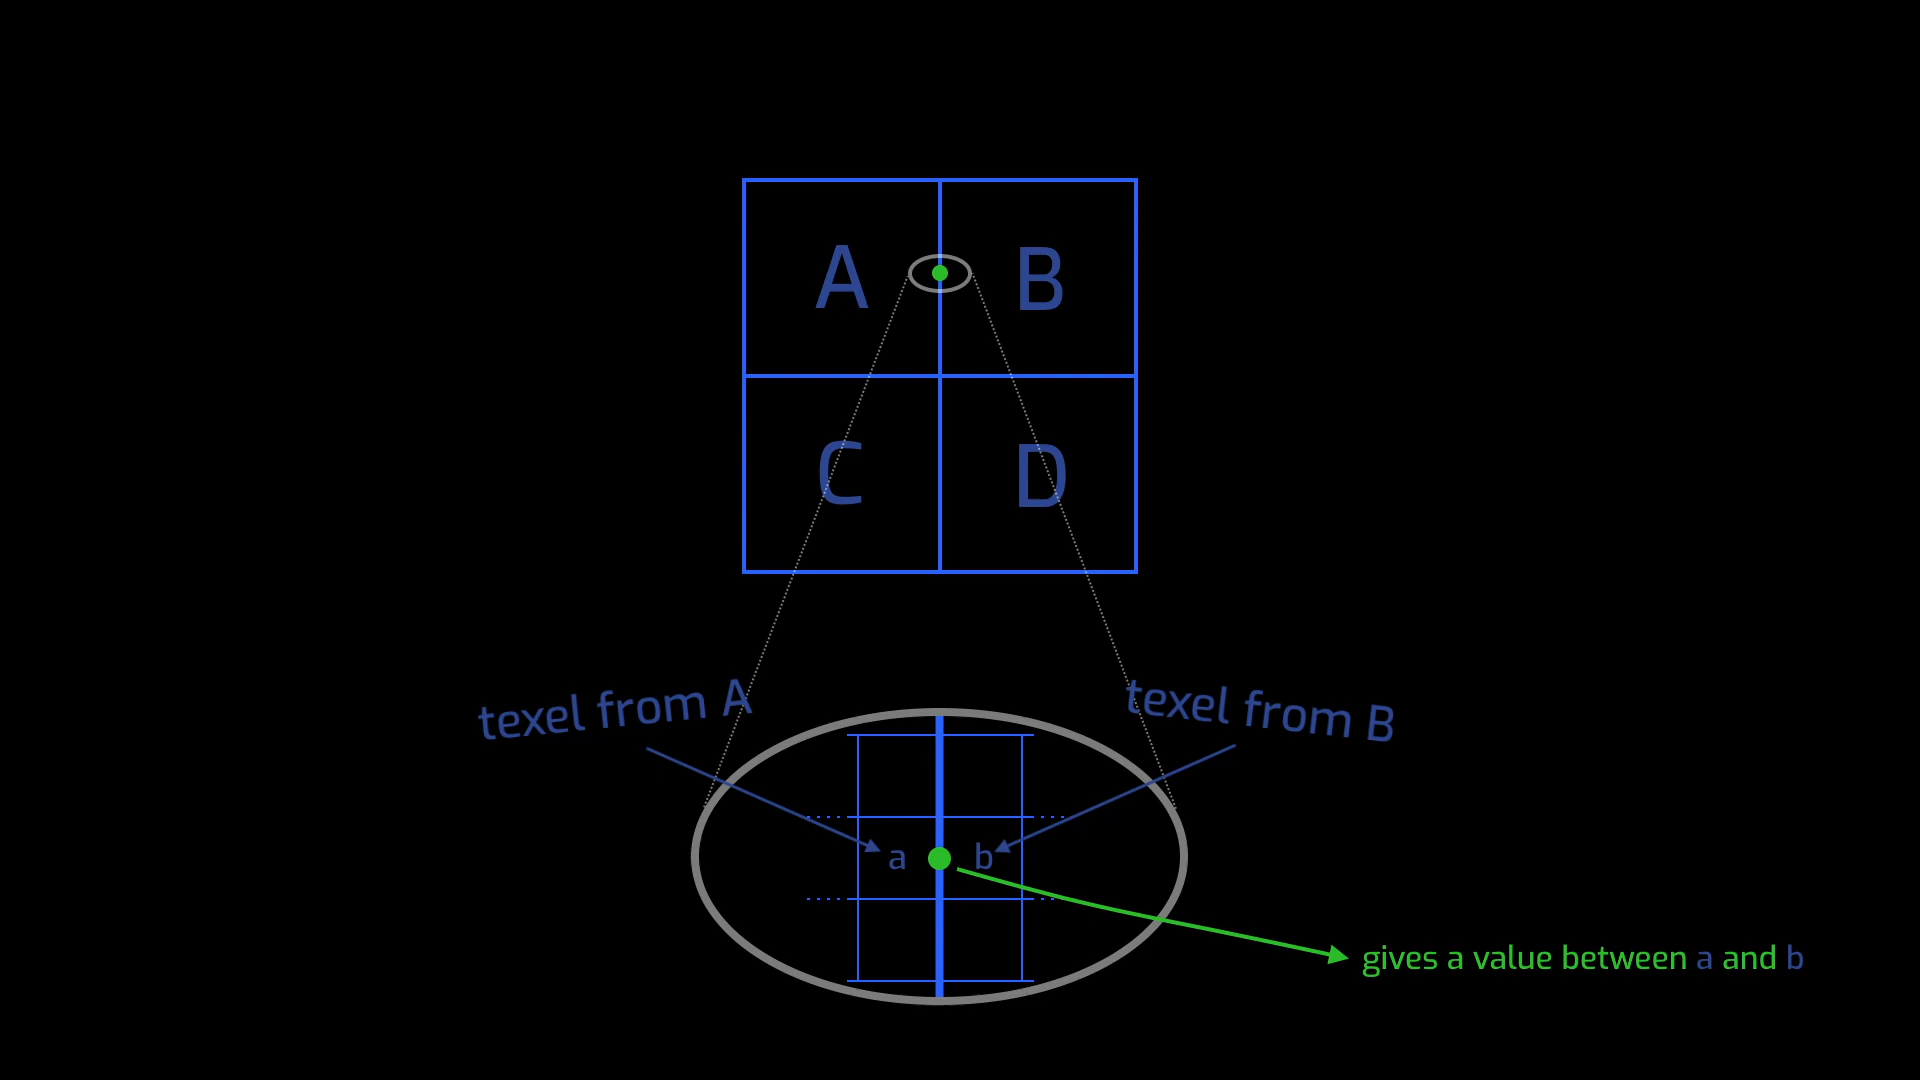 A
B
C
D
texel from A
texel from B
a
b
gives a value between a and b